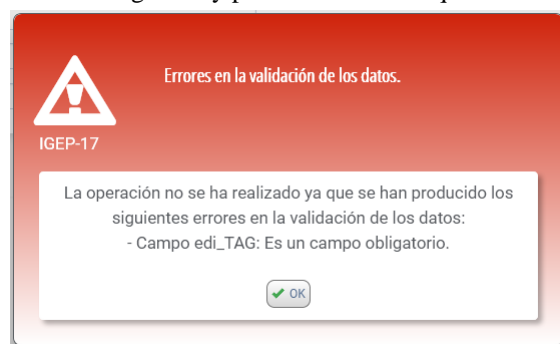 Errores en la validación de los datos.
IGEP-17
La operación no se ha realizado ya que se han producido los
siguientes errores en la validación de los datos:
- Campo edi_TAG: Es un campo obligatorio.
OK